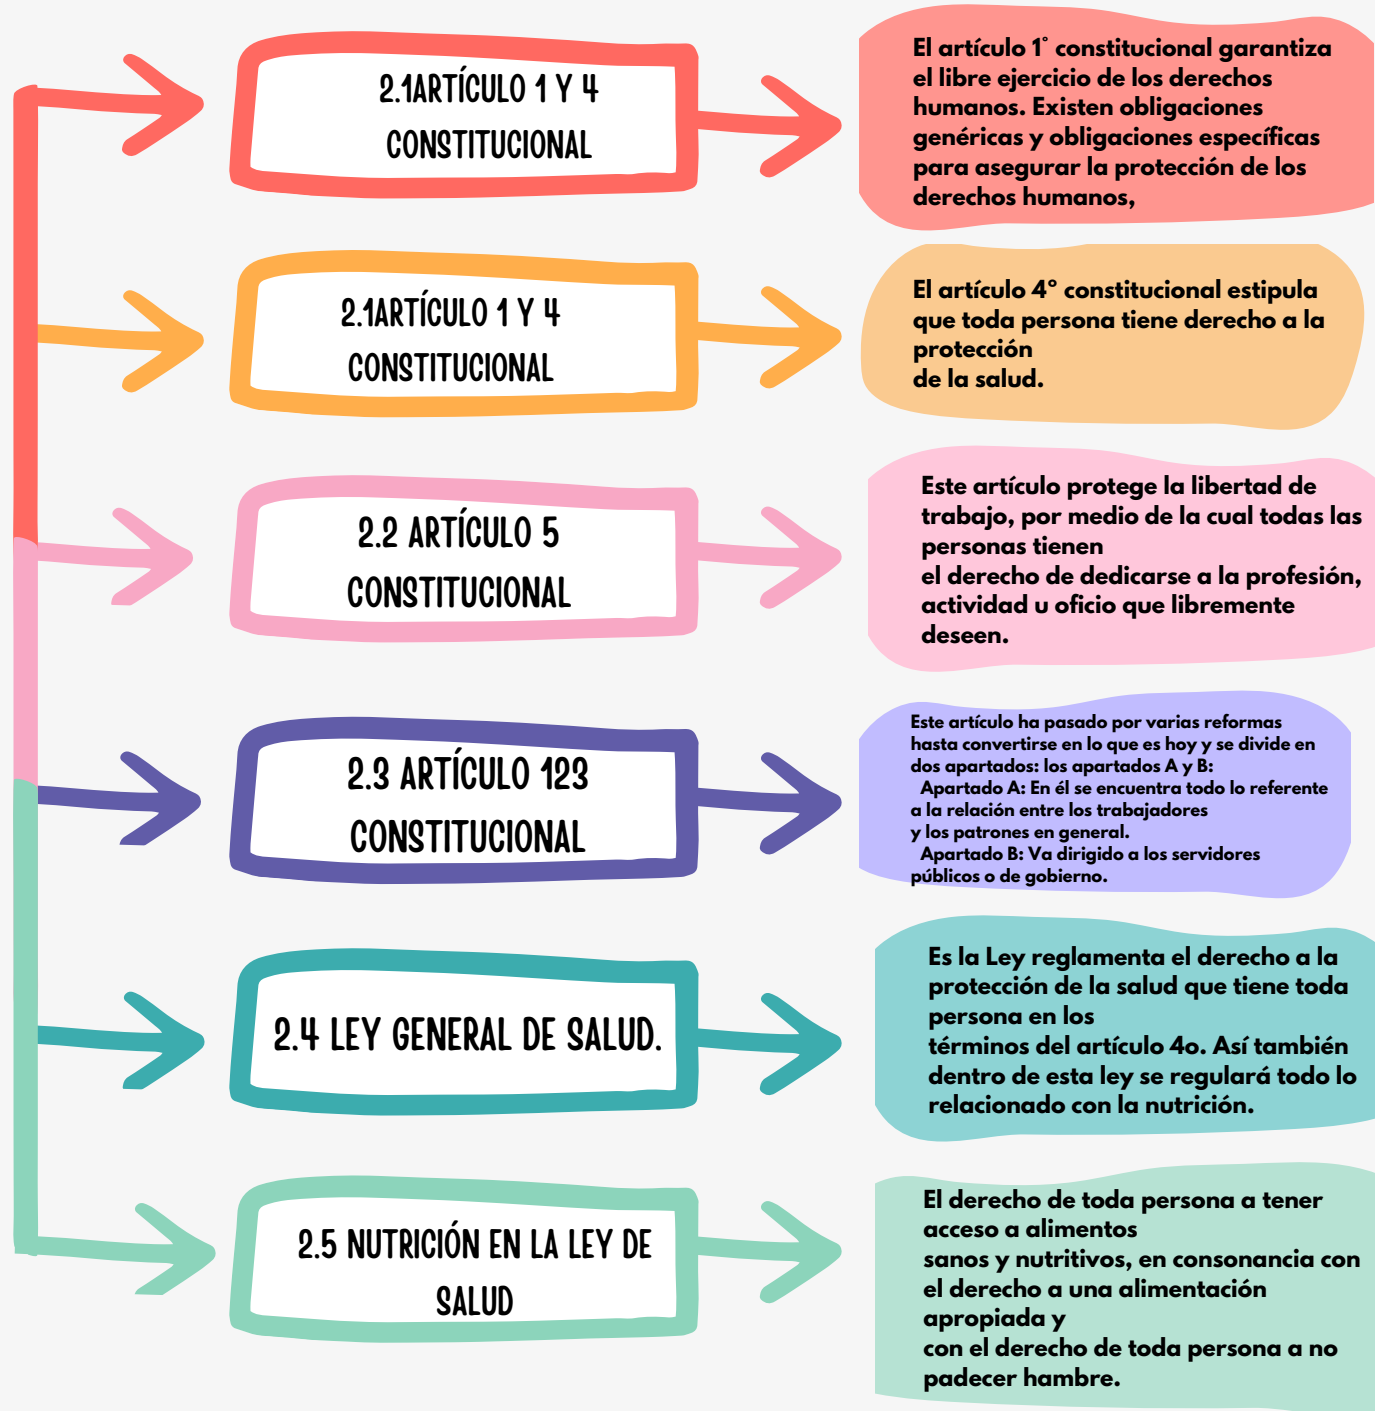 2.1ARTÍCULO 1 Y 4
CONSTITUCIONAL
El artículo 1° constitucional garantiza
el libre ejercicio de los derechos
humanos. Existen obligaciones
genéricas y obligaciones específicas
para asegurar la protección de los
derechos humanos,
2.1ARTÍCULO 1 Y 4
CONSTITUCIONAL
El artículo 4º constitucional estipula
que toda persona tiene derecho a la
protección
de la salud.
2.2 ARTÍCULO 5
CONSTITUCIONAL
Este artículo protege la libertad de
trabajo, por medio de la cual todas las
personas tienen
el derecho de dedicarse a la profesión,
actividad u oficio que libremente
deseen.
2.3 ARTÍCULO 123
CONSTITUCIONAL
Este artículo ha pasado por varias reformas
hasta convertirse en lo que es hoy y se divide en
dos apartados: los apartados A y B:
Apartado A: En él se encuentra todo lo referente
a la relación entre los trabajadores
y los patrones en general.
Apartado B: Va dirigido a los servidores
públicos o de gobierno.
2.4 LEY GENERAL DE SALUD.
Es la Ley reglamenta el derecho a la
protección de la salud que tiene toda
persona en los
términos del artículo 4o. Así también
dentro de esta ley se regulará todo lo
relacionado con la nutrición.
2.5 NUTRICIÓN EN LA LEY DE
SALUD
El derecho de toda persona a tener
acceso a alimentos
sanos y nutritivos, en consonancia con
el derecho a una alimentación
apropiada y
con el derecho de toda persona a no
padecer hambre.